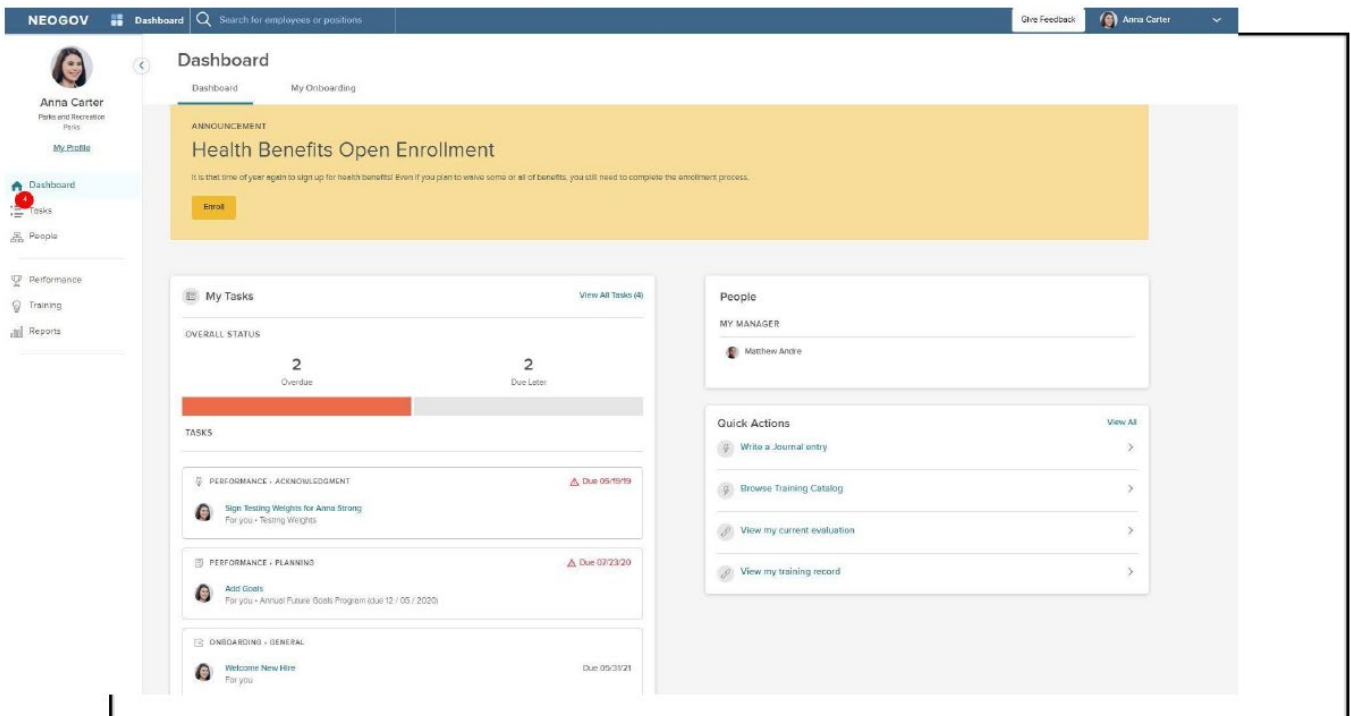 NEOGOV
Dashboard
Search for employees or positions
Give Feedback
Anna Carter
Anna Carter
Parks and Recreation
Parks
My Profile
Dashboard
4
Tasks
People
Performance
Training
Reports
Dashboard
Dashboard
My Onboarding
ANNOUNCEMENT
Health Benefits Open Enrollment
It is that time of year again to sign up for health benefits! Even if you plan to waive some or all of benefits, you still need to complete the enrollment process.
Enroll
My Tasks
View All Tasks (4)
OVERALL STATUS
2
Overdue
2
Due Later
TASKS
PERFORMANCE • ACKNOWLEDGMENT
Due 05/19/19
Sign Testing Weights for Anna Strong
For you • Testing Weights
PERFORMANCE • PLANNING
Due 07/23/20
Add Goals
For you • Annual Future Goals Program (due 12 / 05 / 2020)
ONBOARDING • GENERAL
Welcome New Hire
Due 05/31/21
For you
People
MY MANAGER
Matthew Andre
Quick Actions
View All
Write a Journal entry
Browse Training Catalog
View my current evaluation
View my training record